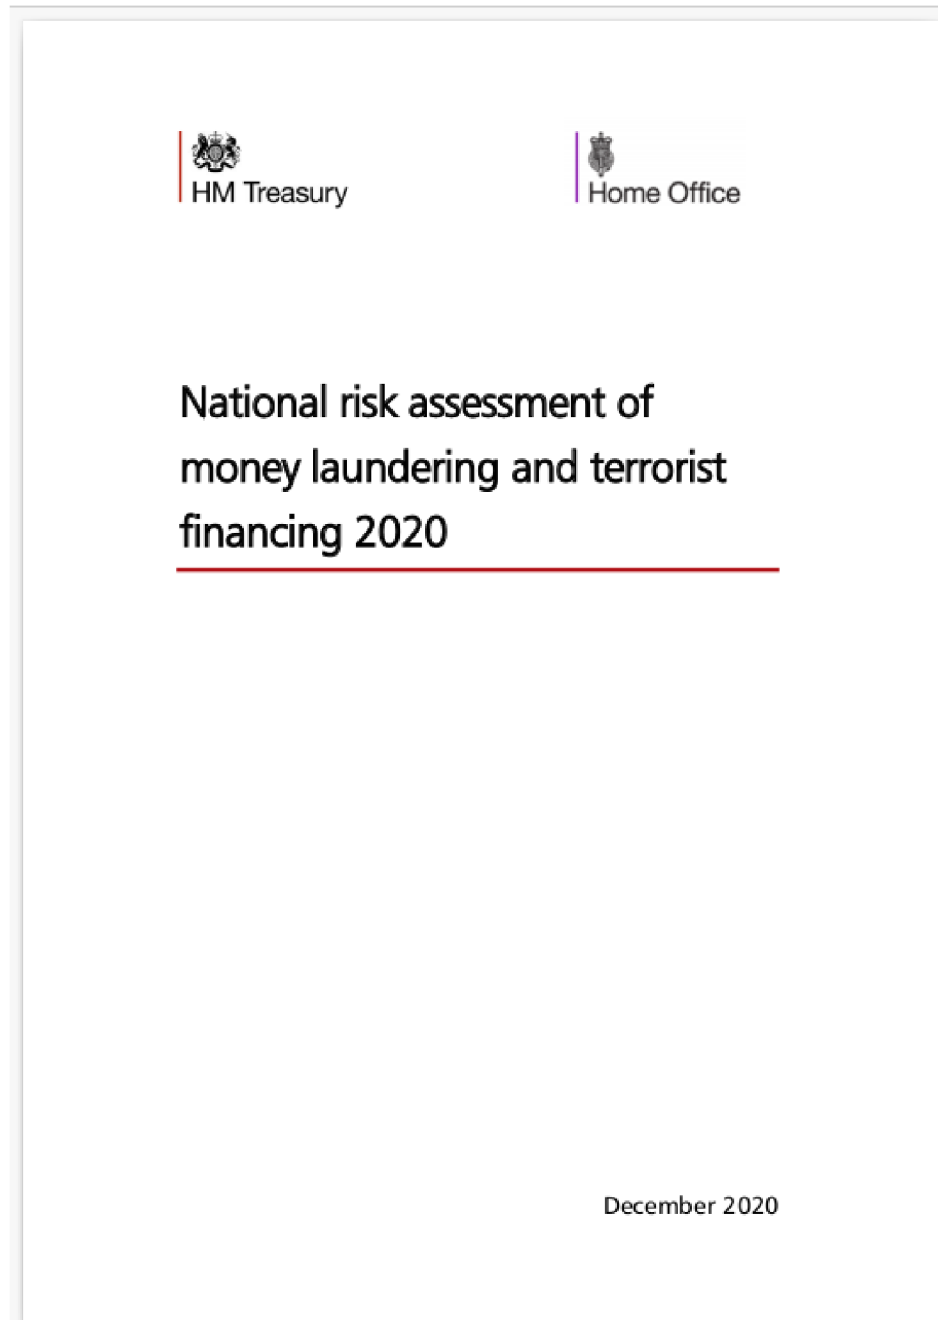 HM Treasury
Home Office
National risk assessment of
money laundering and terrorist
financing 2020
December 2020